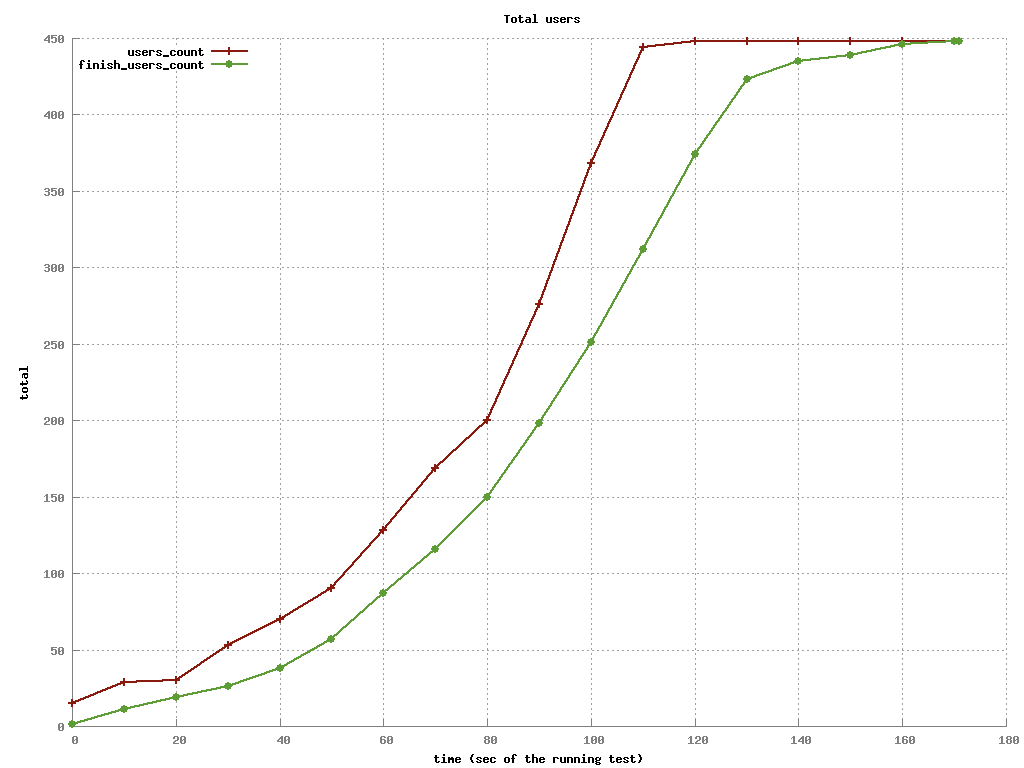 Total users
users_count
finish_users_count
450
400
350
300
250
200
150
100
50
0
total
0 20 40 60 80 100 120 140 160 180
time (sec of the running test)